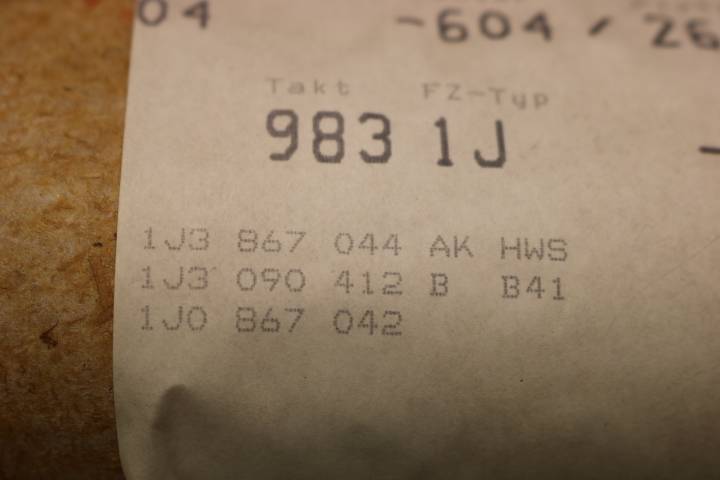 04 -604 / 26
Takt FZ-Typ
983 1J
1J3 867 044 AK HWS
1J3 090 412 B B41
1J0 867 042